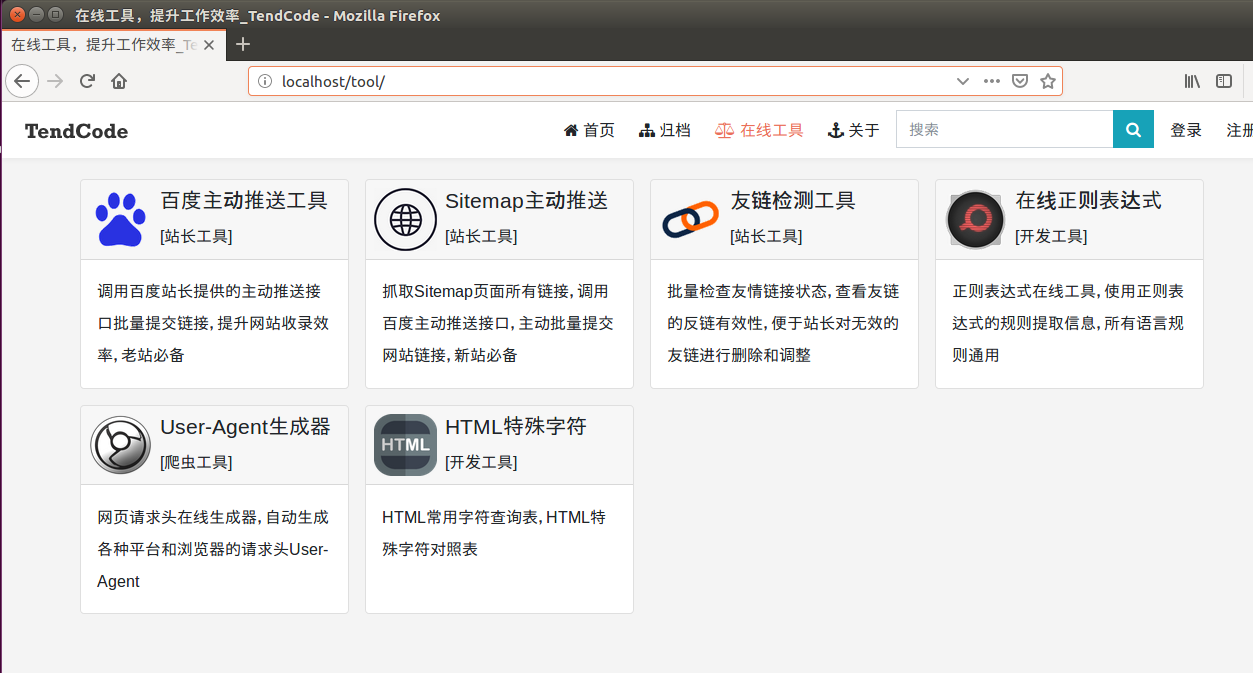 在线工具，提升工作效率_TendCode - Mozilla Firefox
在线工具，提升工作效率_Te
localhost/tool/
TendCode 首页 归档 在线工具 关于 搜索 登录 注册
百度主动推送工具
[站长工具]
调用百度站长提供的主动推送接
口批量提交链接，提升网站收录效
率，老站必备
Sitemap主动推送
[站长工具]
抓取Sitemap页面所有链接，调用
百度主动推送接口，主动批量提交
网站链接，新站必备
友链检测工具
[站长工具]
批量检查友情链接状态，查看友链
的反链有效性，便于站长对无效的
友链进行删除和调整
在线正则表达式
[开发工具]
正则表达式在线工具，使用正则表
达式的规则提取信息，所有语言规
则通用
User-Agent生成器
[爬虫工具]
网页请求头在线生成器，自动生成
各种平台和浏览器的请求头User-
Agent
HTML
HTML特殊字符
[开发工具]
HTML常用字符查询表，HTML特
殊字符对照表